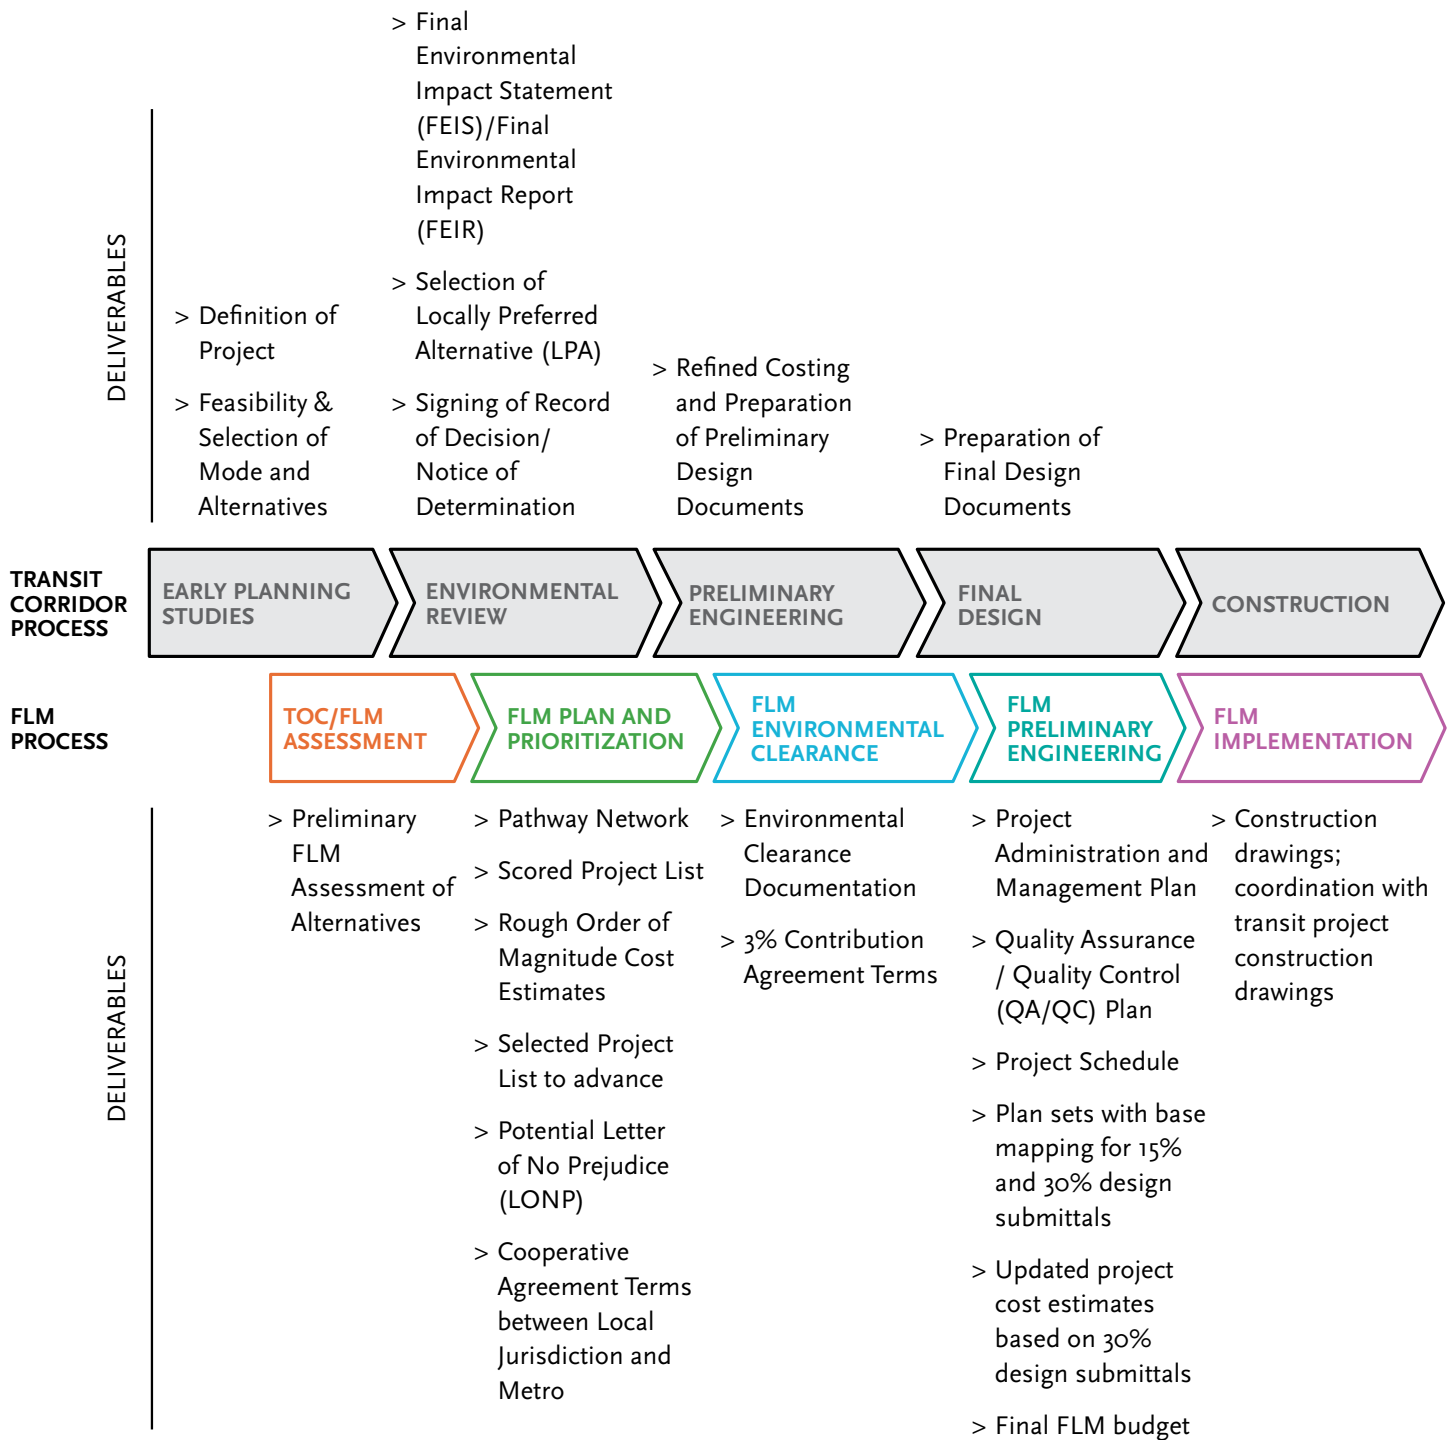 DELIVERABLES
> Definition of
Project
> Feasibility &
Selection of
Mode and
Alternatives
> Final
Environmental
Impact Statement
(FEIS)/Final
Environmental
Impact Report
(FEIR)
> Selection of
Locally Preferred
Alternative (LPA)
> Signing of Record
of Decision/
Notice of
Determination
> Refined Costing
and Preparation
of Preliminary
Design
Documents
> Preparation of
Final Design
Documents
TRANSIT
CORRIDOR
PROCESS
EARLY PLANNING
STUDIES
ENVIRONMENTAL
REVIEW
PRELIMINARY
ENGINEERING
FINAL
DESIGN
CONSTRUCTION
FLM
PROCESS
TOC/FLM
ASSESSMENT
FLM PLAN AND
PRIORITIZATION
FLM
ENVIRONMENTAL
CLEARANCE
FLM
PRELIMINARY
ENGINEERING
FLM
IMPLEMENTATION
DELIVERABLES
> Preliminary
FLM
Assessment of
Alternatives
> Pathway Network
> Scored Project List
> Rough Order of
Magnitude Cost
Estimates
> Selected Project
List to advance
> Potential Letter
of No Prejudice
(LONP)
> Cooperative
Agreement Terms
between Local
Jurisdiction and
Metro
> Environmental
Clearance
Documentation
> 3% Contribution
Agreement Terms
> Project
Administration and
Management Plan
> Quality Assurance
/ Quality Control
(QA/QC) Plan
> Project Schedule
> Plan sets with base
mapping for 15%
and 30% design
submittals
> Updated project
cost estimates
based on 30%
design submittals
> Final FLM budget
> Construction
drawings;
coordination with
transit project
construction
drawings